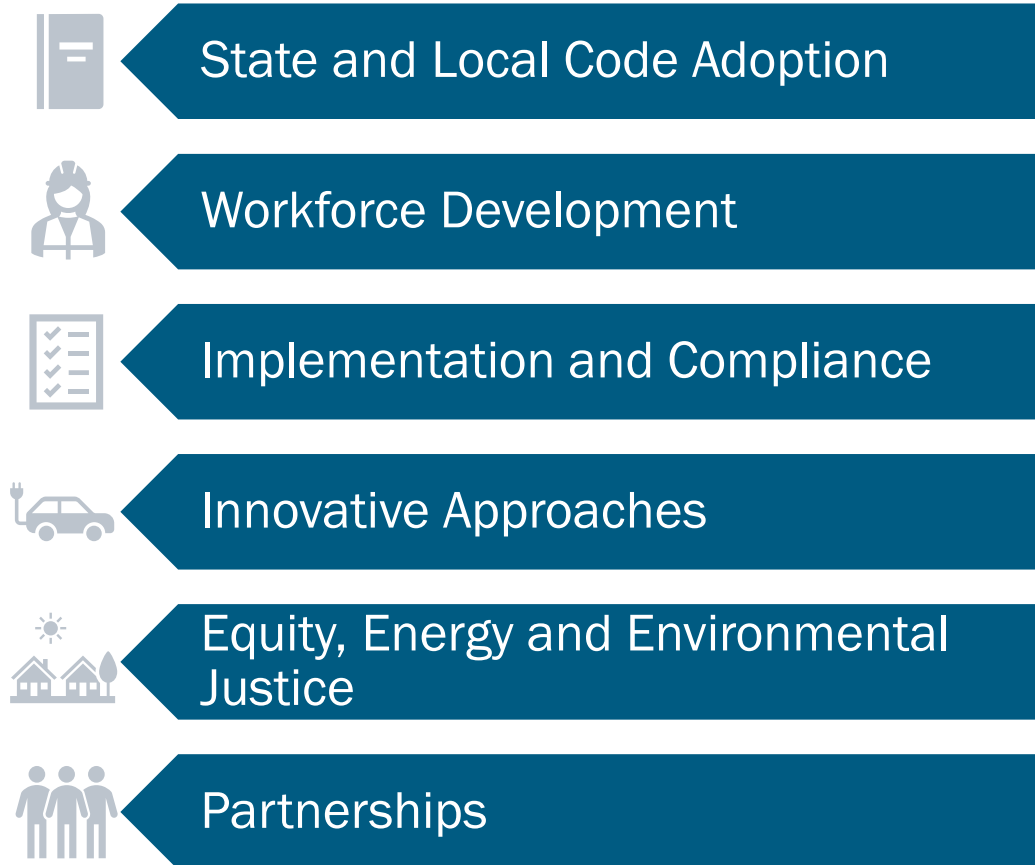 State and Local Code Adoption
Workforce Development
Implementation and Compliance
Innovative Approaches
Equity, Energy and Environmental
Justice
Partnerships